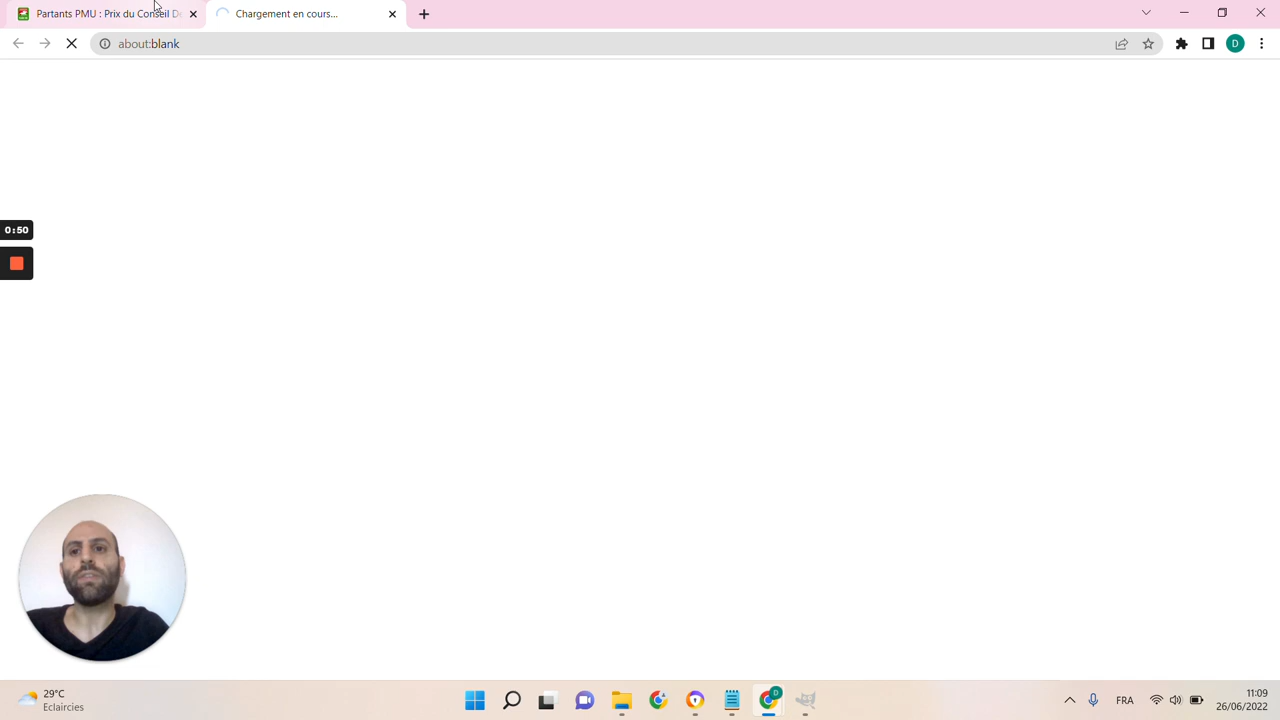 Partants PMU : Prix du Conseil D
Chargement en cours...
about:blank
D
0:50
29°C
Eclaircies
D
FRA
11:09
26/06/2022